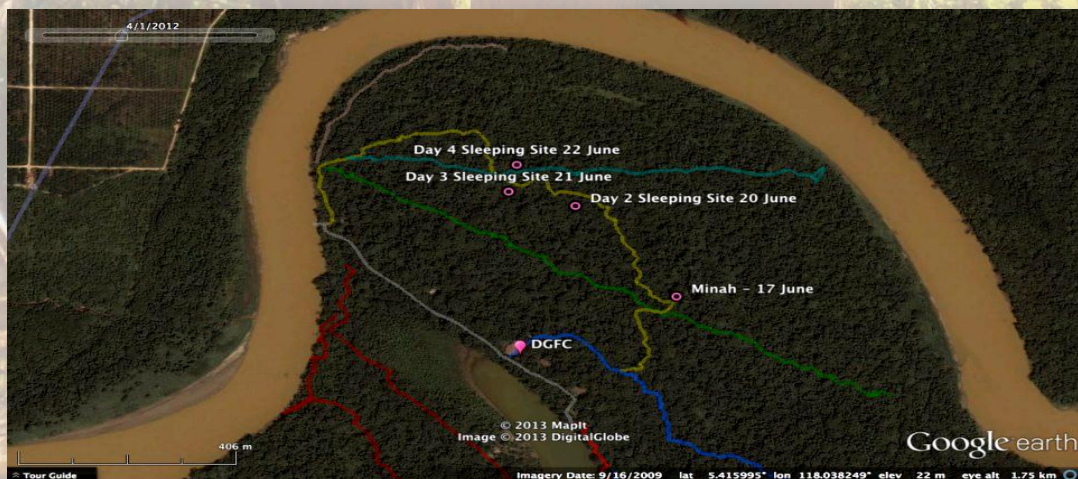 4/1/2012
Day 4 Sleeping Site 22 June
Day 3 Sleeping Site 21 June
Day 2 Sleeping Site 20 June
Minah - 17 June
DGFC
© 2013 MapIt
Image © 2013 DigitalGlobe
406 m
Google earth
Tour Guide
Imagery Date: 9/16/2009 lat 5.415995° lon 118.038249° elev 22 m eye alt 1.75 km